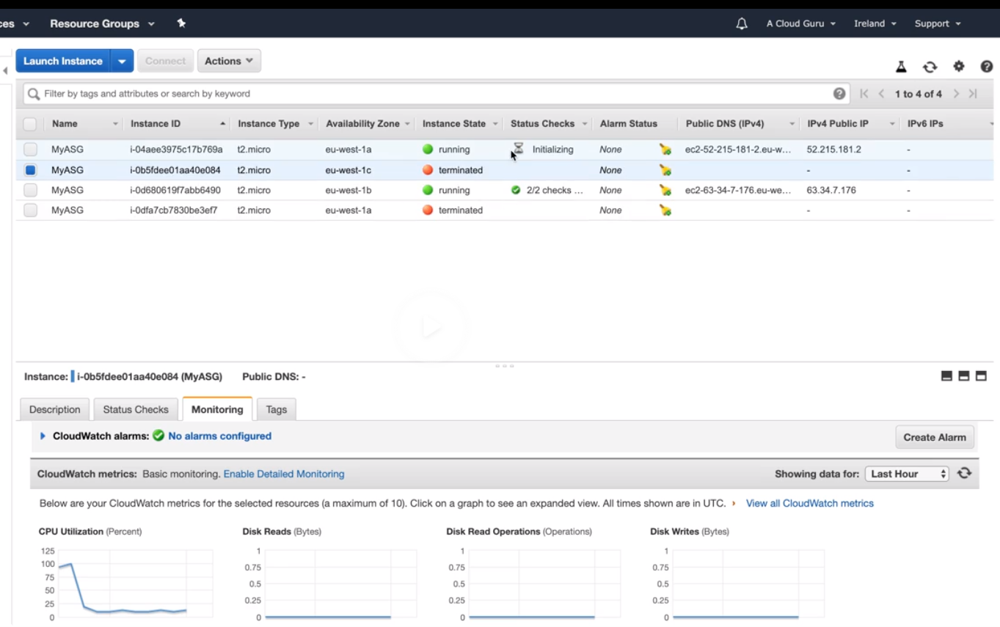 ces Resource Groups A Cloud Guru Ireland Support
Launch Instance Connect Actions
Filter by tags and attributes or search by keyword 1 to 4 of 4
Name Instance ID Instance Type Availability Zone Instance State Status Checks Alarm Status Public DNS (IPv4) IPv4 Public IP IPv6 IPs
MyASG i-04aee3975c17b769a t2.micro eu-west-1a running Initializing None ec2-52-215-181-2.eu-w... 52.215.181.2 -
MyASG i-0b5fdee01aa40e084 t2.micro eu-west-1c terminated None - -
MyASG i-0d680619f7abb6490 t2.micro eu-west-1b running 2/2 checks ... None ec2-63-34-7-176.eu-we... 63.34.7.176 -
MyASG i-0dfa7cb7830be3ef7 t2.micro eu-west-1a terminated None - -
Instance: i-0b5fdee01aa40e084 (MyASG) Public DNS: -
Description Status Checks Monitoring Tags
CloudWatch alarms: No alarms configured Create Alarm
CloudWatch metrics: Basic monitoring. Enable Detailed Monitoring Showing data for: Last Hour
Below are your CloudWatch metrics for the selected resources (a maximum of 10). Click on a graph to see an expanded view. All times shown are in UTC. View all CloudWatch metrics
CPU Utilization (Percent) Disk Reads (Bytes) Disk Read Operations (Operations) Disk Writes (Bytes)
125 1 1 1
100 0.75 0.75 0.75
75
50 0.5 0.5 0.5
25 0.25 0.25 0.25
0 0 0 0